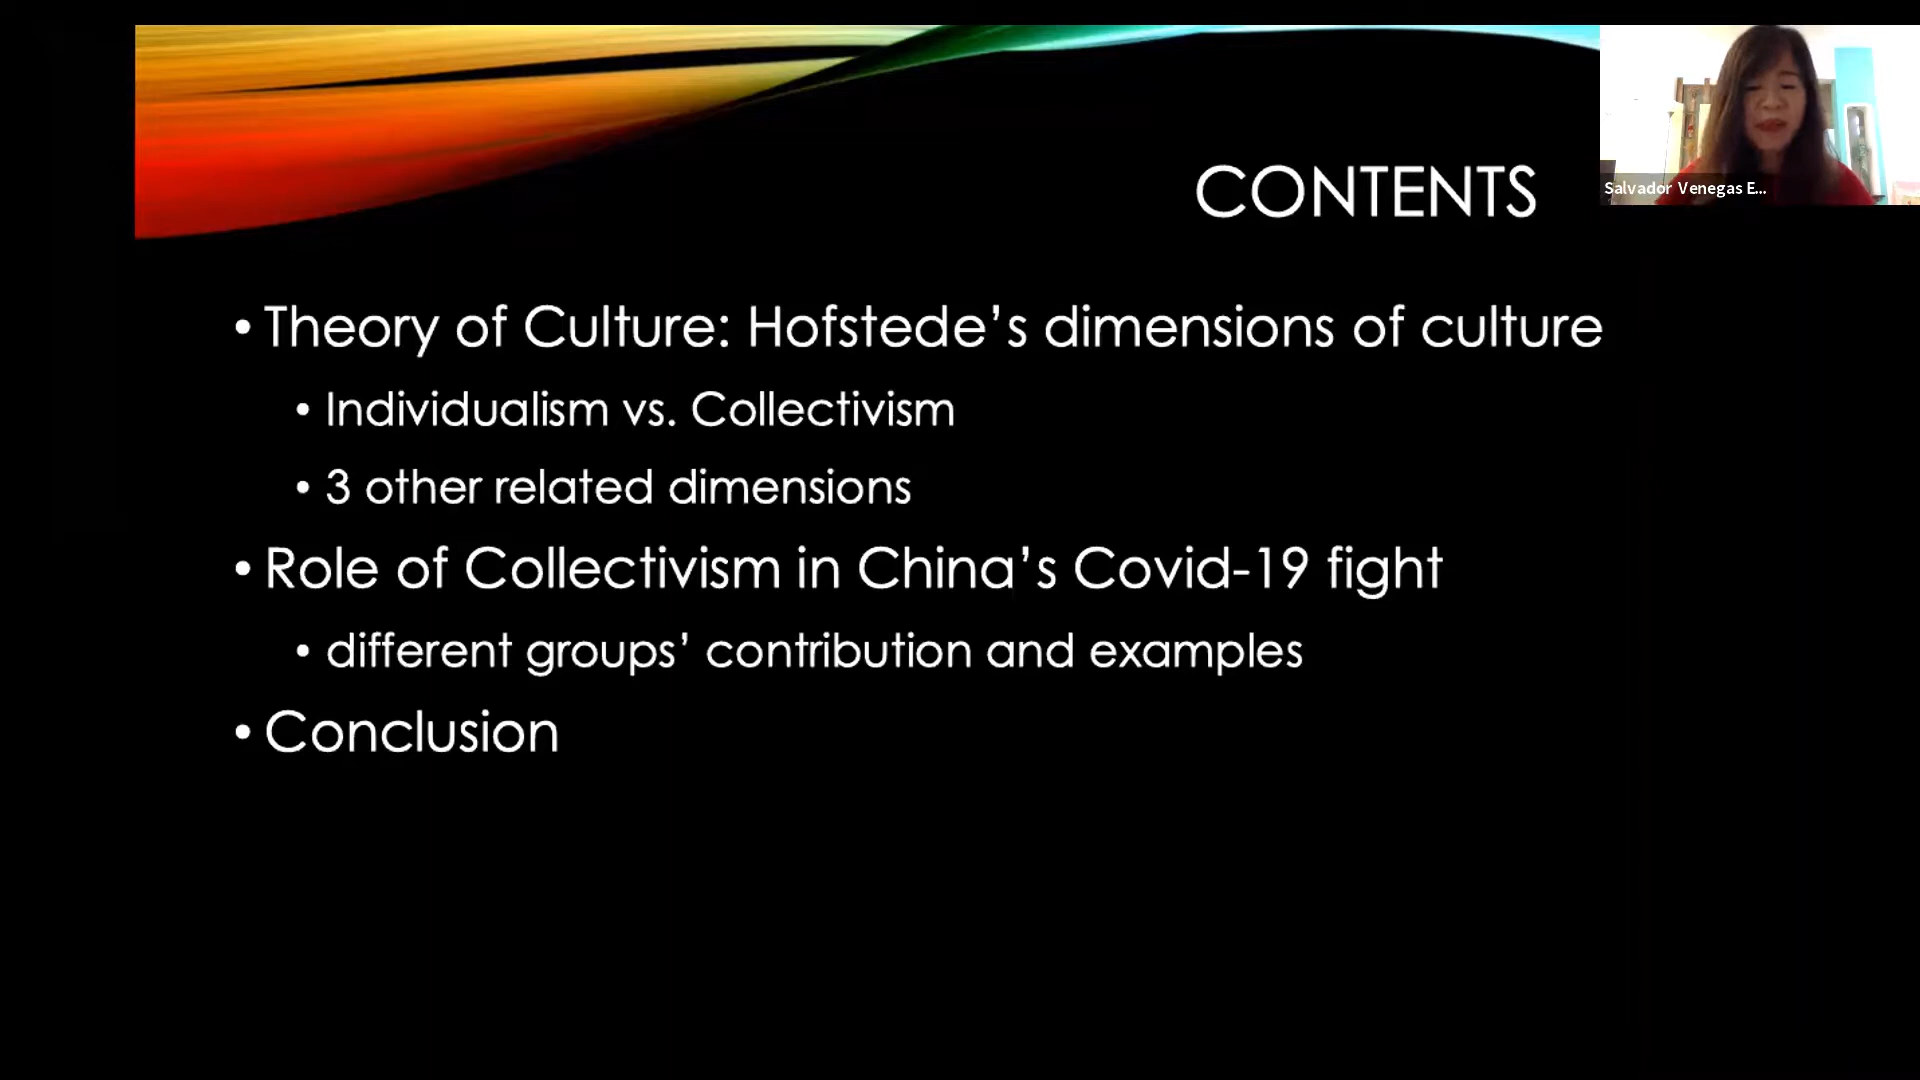 CONTENTS
Salvador Venegas E...
• Theory of Culture: Hofstede’s dimensions of culture
• Individualism vs. Collectivism
• 3 other related dimensions
• Role of Collectivism in China’s Covid-19 fight
• different groups’ contribution and examples
• Conclusion